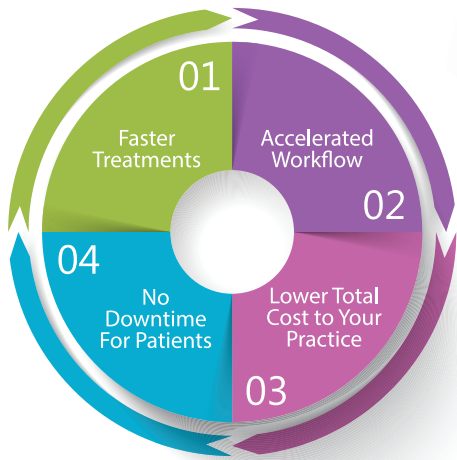 01
Faster
Treatments
Accelerated
Workflow
02
Lower Total
Cost to Your
Practice
03
04
No
Downtime
For Patients